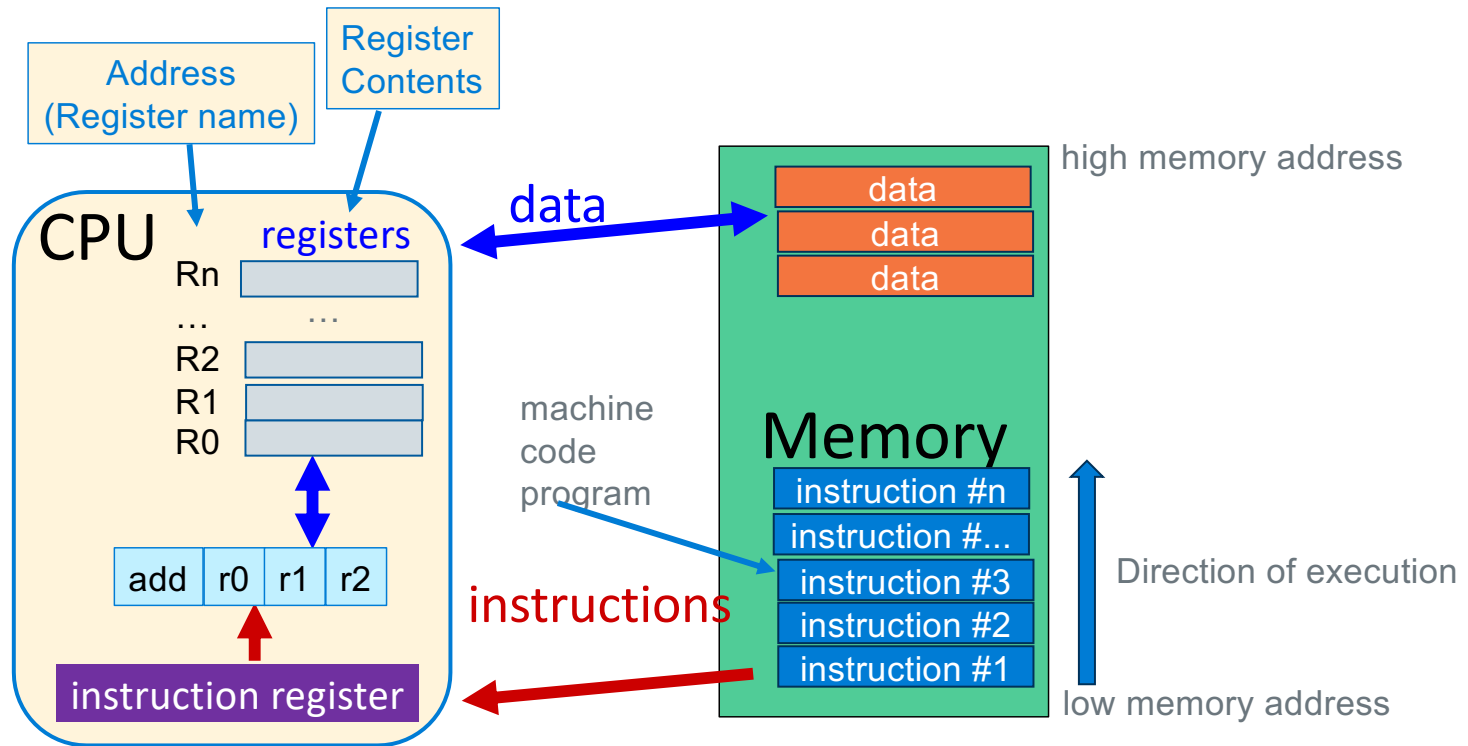 Address
(Register name)
Register
Contents
CPU
registers
Rn
...
...
R2
R1
R0
add r0 r1 r2
instruction register
data
machine
code
program
instructions
high memory address
data
data
data
Memory
instruction #n
instruction #...
instruction #3
instruction #2
instruction #1
Direction of execution
low memory address